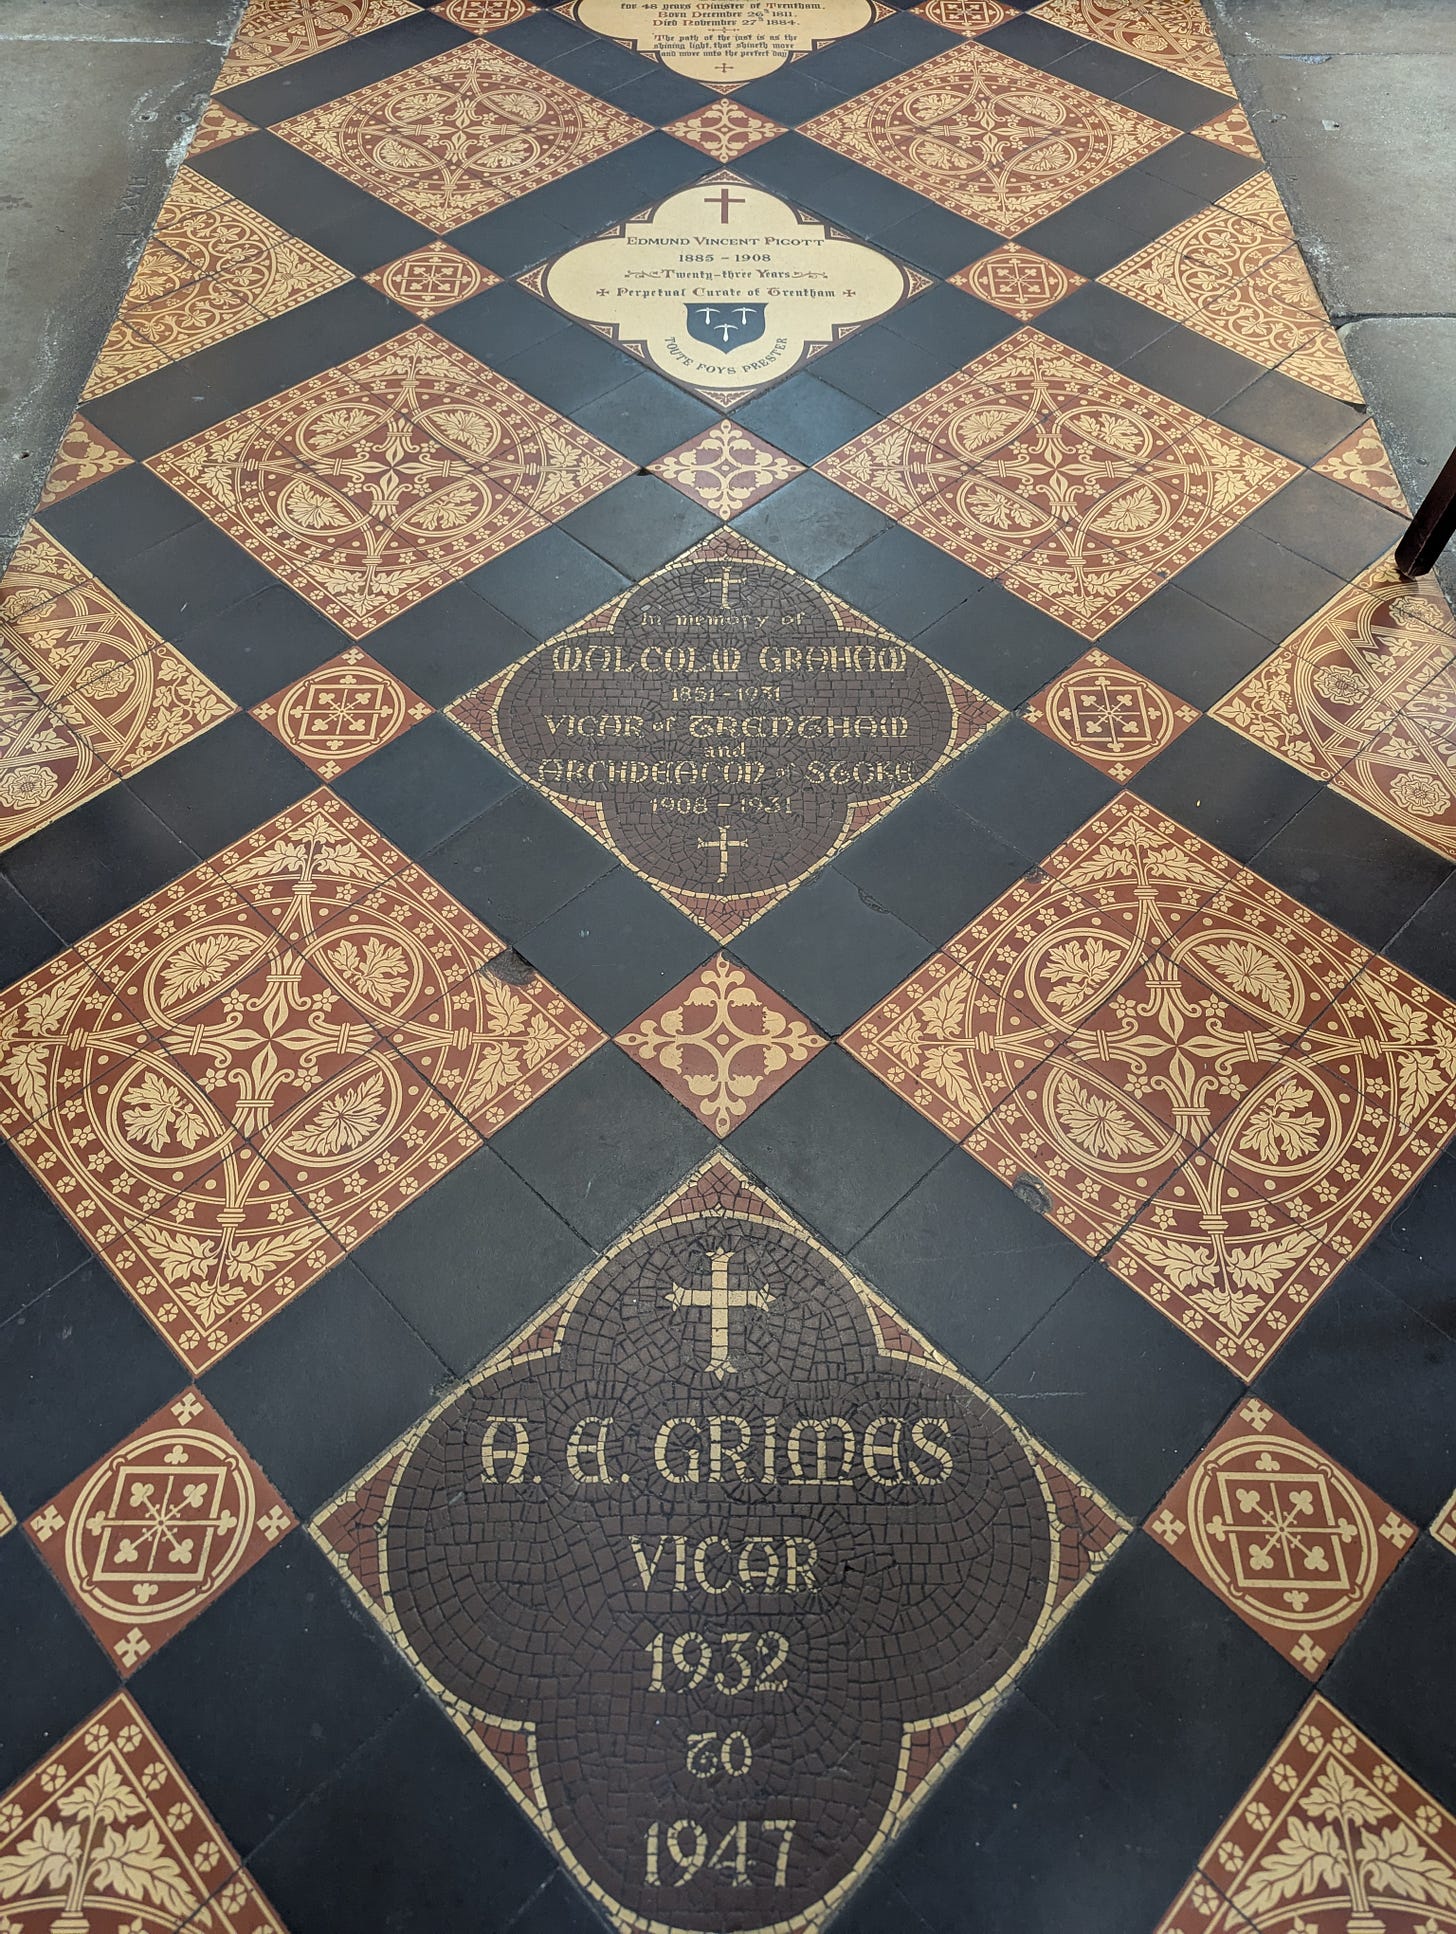 for 48 years Minister of Trentham.
Born December 26th 1811.
Died November 27th 1884.
The path of the just is as the
shining light, that shineth more
and more unto the perfect day
EDMUND VINCENT PIGOTT
1885 – 1908
Twenty-three Years
Perpetual Curate of Trentham
TOUTE FOYS PRESTER
In memory of
MALCOLM GRAHAM
1851–1931
VICAR of TRENTHAM
and
ARCHDEACON of STOKE
1908 – 1931
A. E. GRIMES
VICAR
1932
to
1947